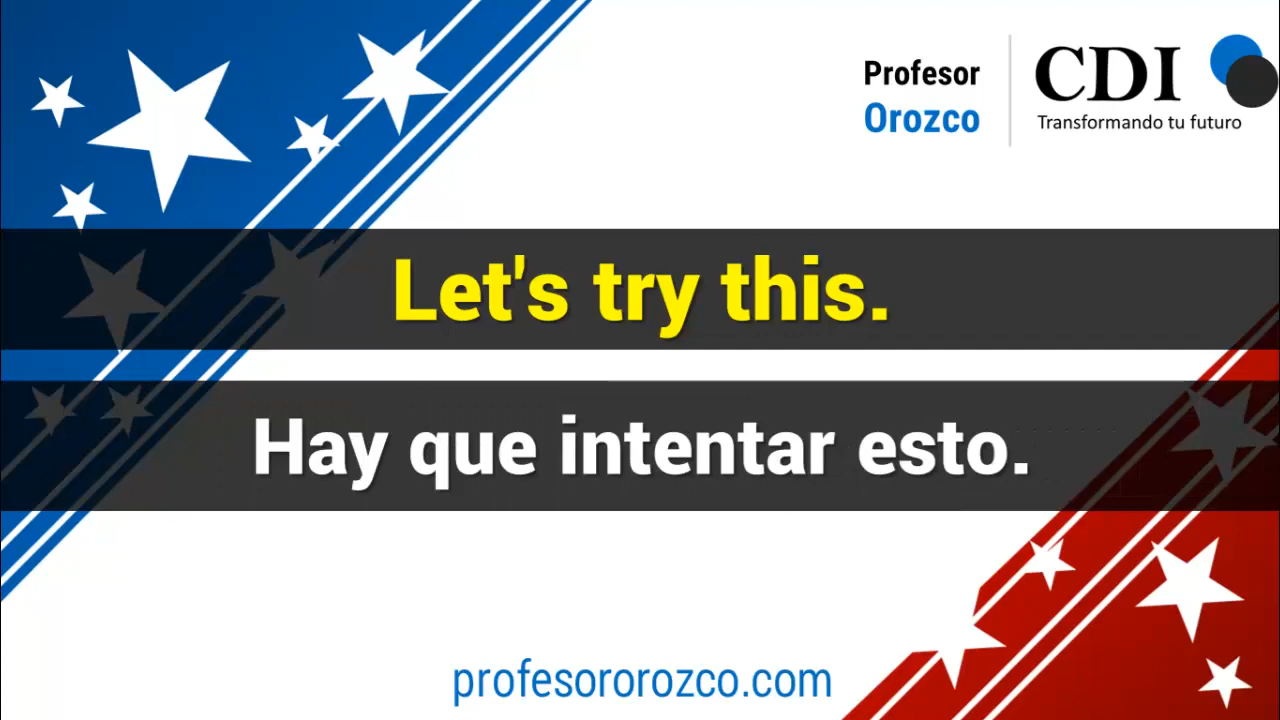 Profesor
Orozco
CDI
Transformando tu futuro
Let's try this.
Hay que intentar esto.
profesororozco.com